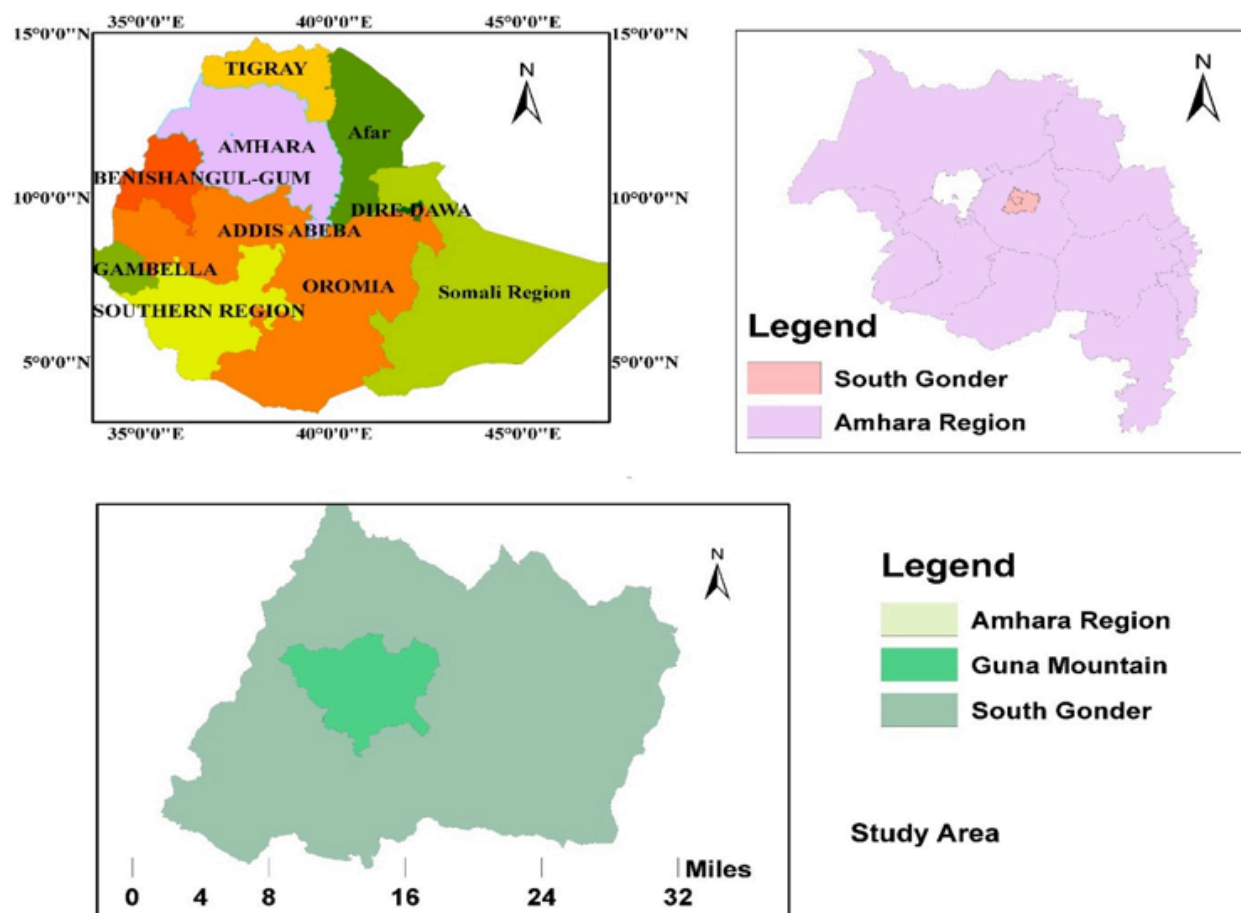 35°0'0"E 40°0'0"E
15°0'0"N 15°0'0"N
N
TIGRAY
Afar
AMHARA
BENISHANGUL-GUM
10°0'0"N 10°0'0"N
DIRE DAWA
ADDIS ABEBA
GAMBELLA
OROMIA
Somali Region
SOUTHERN REGION
5°0'0"N 5°0'0"N
35°0'0"E 40°0'0"E 45°0'0"E
N
Legend
South Gonder
Amhara Region
N
Miles
0 4 8 16 24 32
Legend
Amhara Region
Guna Mountain
South Gonder
Study Area